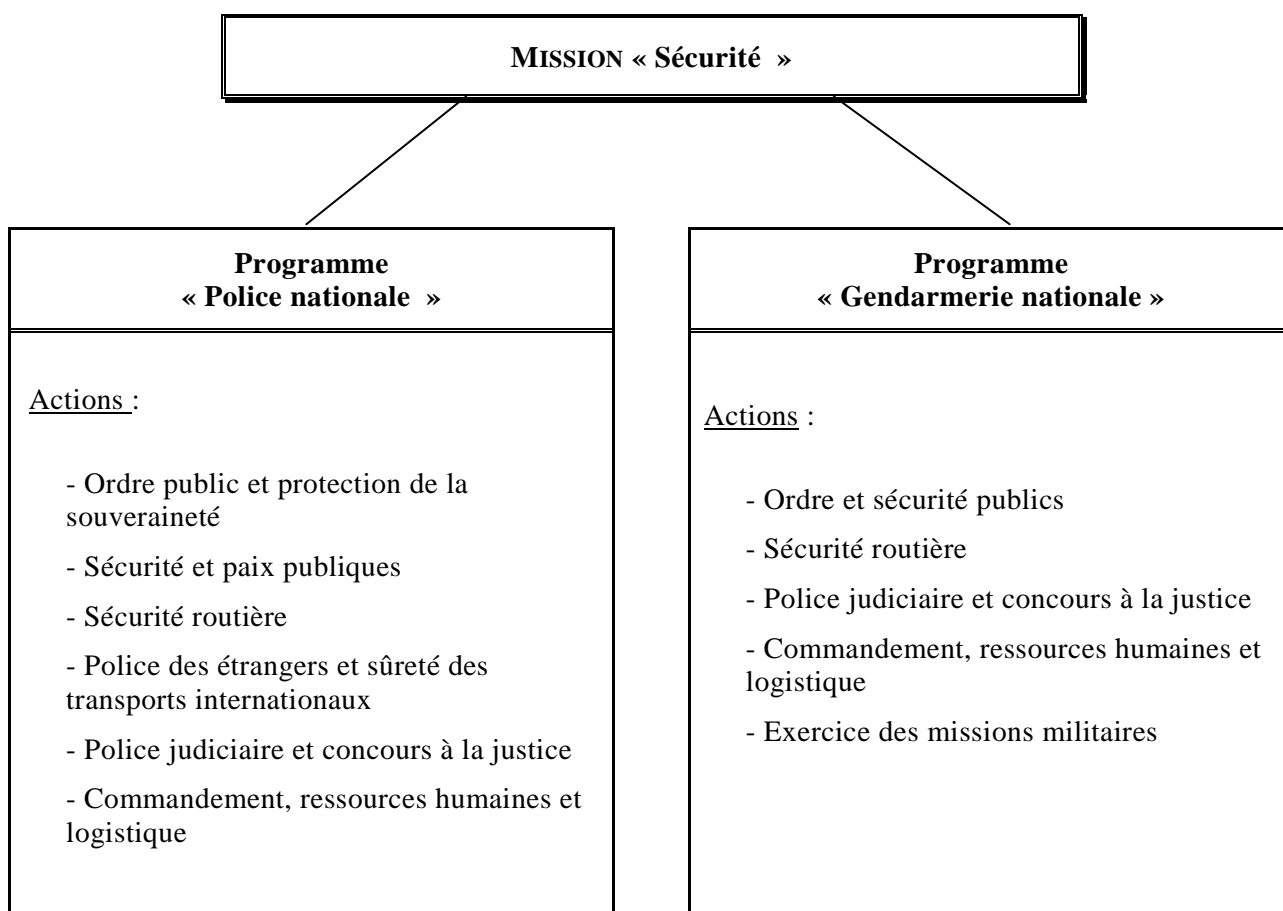 MISSION « Sécurité  »
Programme
« Police nationale  »
Actions :
- Ordre public et protection de la
souveraineté
- Sécurité et paix publiques
- Sécurité routière
- Police des étrangers et sûreté des
transports internationaux
- Police judiciaire et concours à la justice
- Commandement, ressources humaines et
logistique
Programme
« Gendarmerie nationale »
Actions :
- Ordre et sécurité publics
- Sécurité routière
- Police judiciaire et concours à la justice
- Commandement, ressources humaines et
logistique
- Exercice des missions militaires